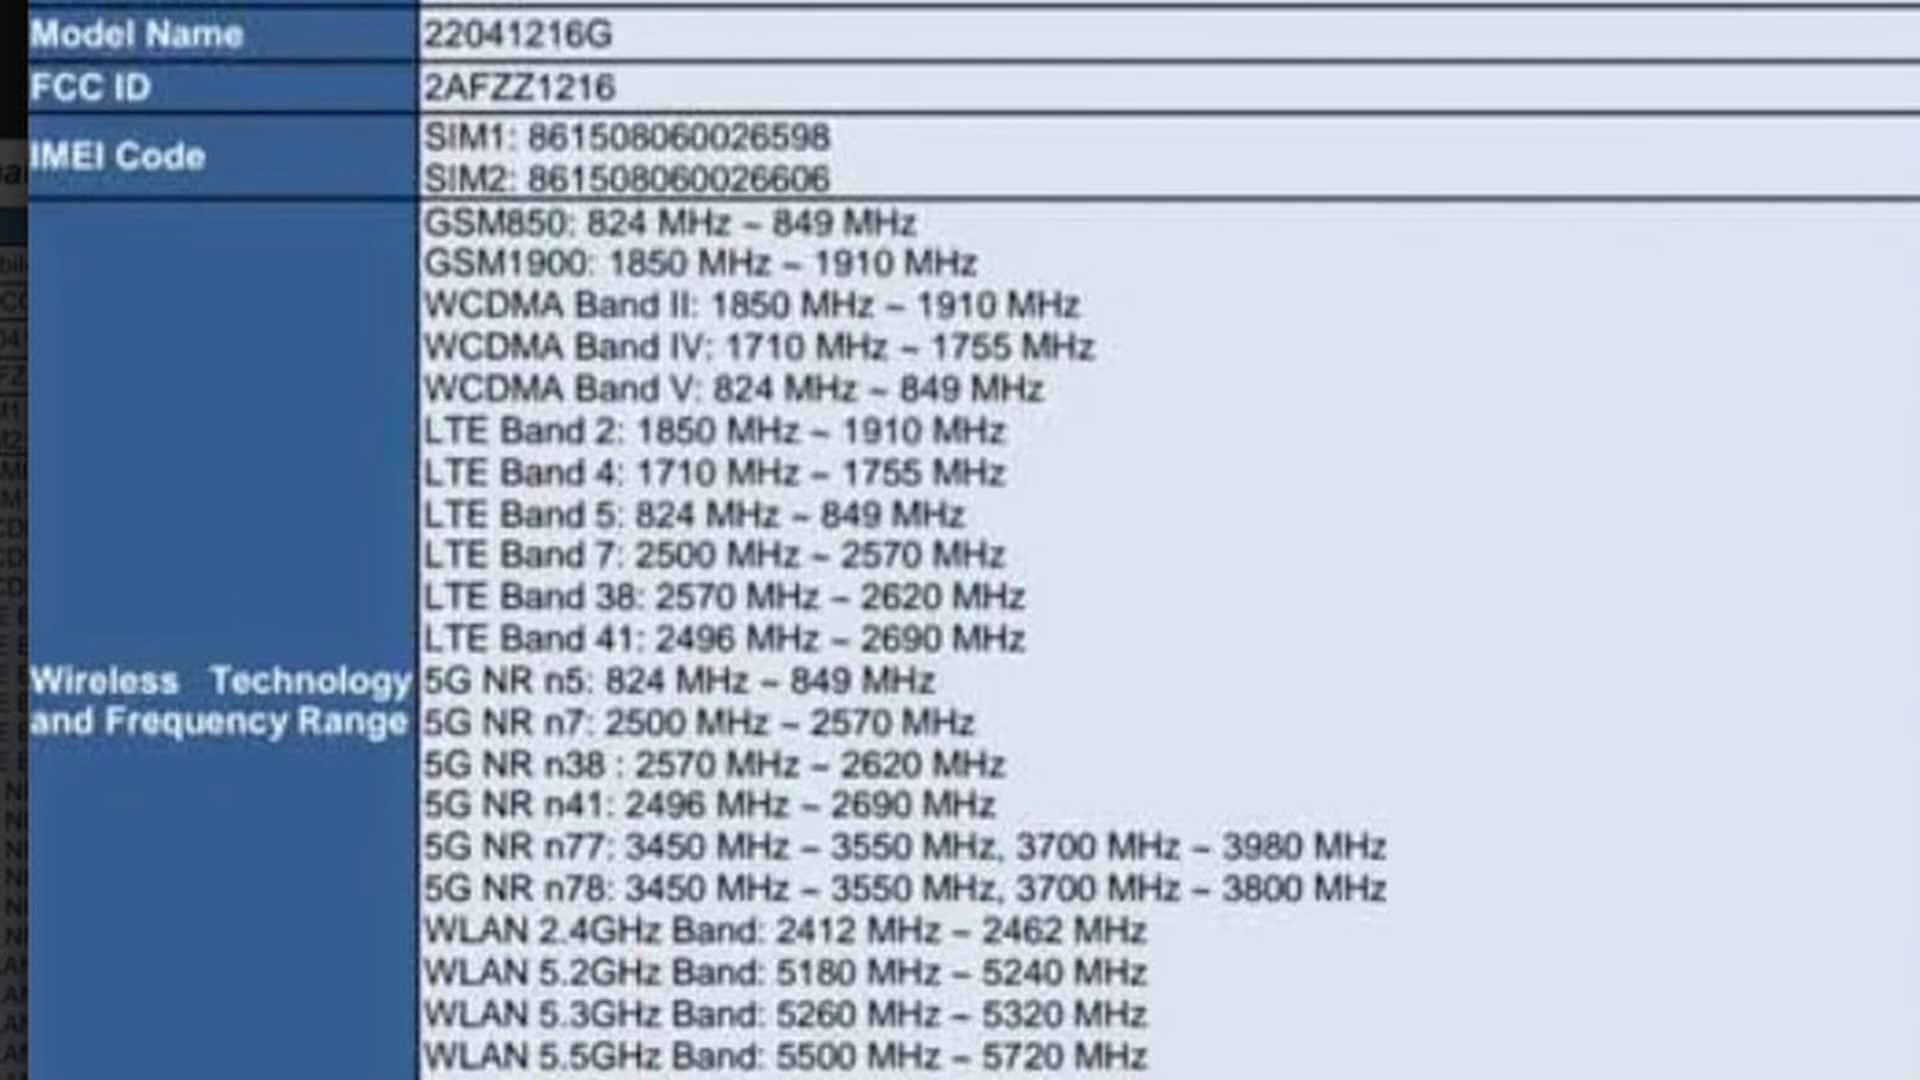 Model Name 22041216G
FCC ID 2AFZZ1216
IMEI Code
SIM1: 861508060026598
SIM2: 861508060026606
Wireless Technology
and Frequency Range
GSM850: 824 MHz ~ 849 MHz
GSM1900: 1850 MHz ~ 1910 MHz
WCDMA Band II: 1850 MHz ~ 1910 MHz
WCDMA Band IV: 1710 MHz ~ 1755 MHz
WCDMA Band V: 824 MHz ~ 849 MHz
LTE Band 2: 1850 MHz ~ 1910 MHz
LTE Band 4: 1710 MHz ~ 1755 MHz
LTE Band 5: 824 MHz ~ 849 MHz
LTE Band 7: 2500 MHz ~ 2570 MHz
LTE Band 38: 2570 MHz ~ 2620 MHz
LTE Band 41: 2496 MHz ~ 2690 MHz
5G NR n5: 824 MHz ~ 849 MHz
5G NR n7: 2500 MHz ~ 2570 MHz
5G NR n38 : 2570 MHz ~ 2620 MHz
5G NR n41: 2496 MHz ~ 2690 MHz
5G NR n77: 3450 MHz ~ 3550 MHz, 3700 MHz ~ 3980 MHz
5G NR n78: 3450 MHz ~ 3550 MHz, 3700 MHz ~ 3800 MHz
WLAN 2.4GHz Band: 2412 MHz ~ 2462 MHz
WLAN 5.2GHz Band: 5180 MHz ~ 5240 MHz
WLAN 5.3GHz Band: 5260 MHz ~ 5320 MHz
WLAN 5.5GHz Band: 5500 MHz ~ 5720 MHz